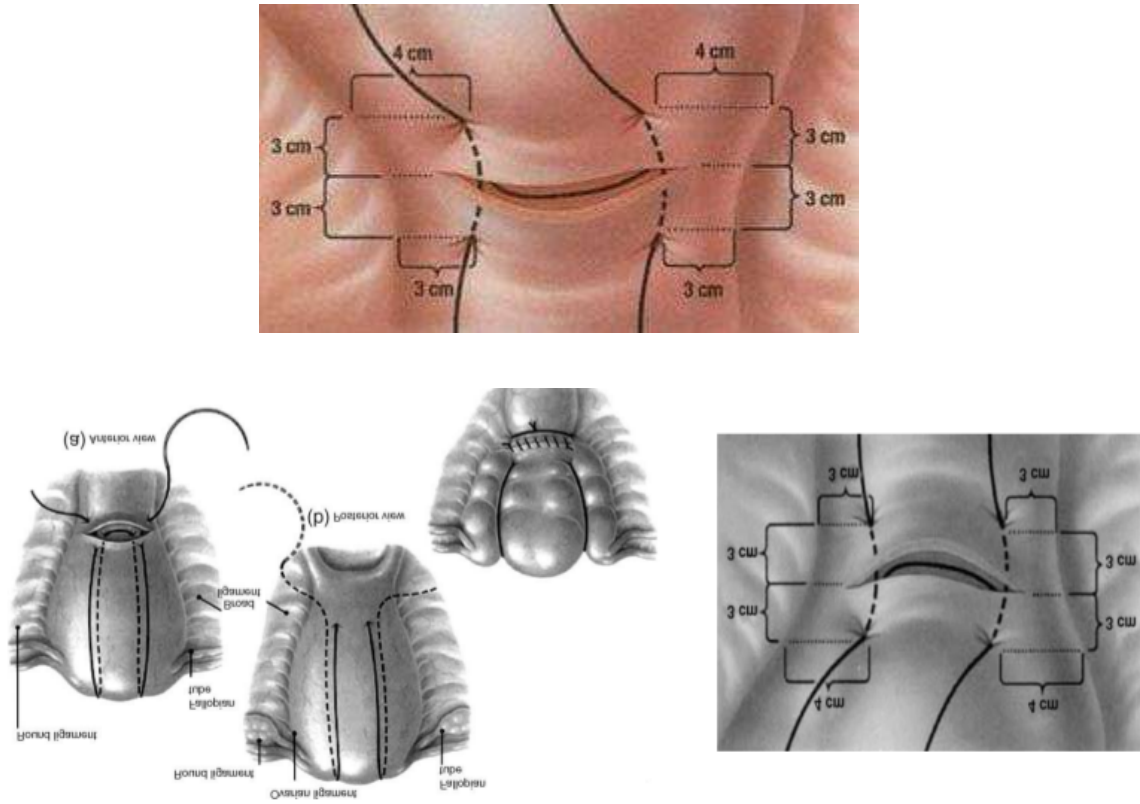 4 cm
4 cm
3 cm
3 cm
3 cm
3 cm
3 cm
3 cm
(a) Anterior view
(b) Posterior view
Broad
ligament
Fallopian
tube
Round ligament
Round ligament
Ovarian ligament
Fallopian
tube
3 cm
3 cm
3 cm
3 cm
3 cm
3 cm
4 cm
4 cm